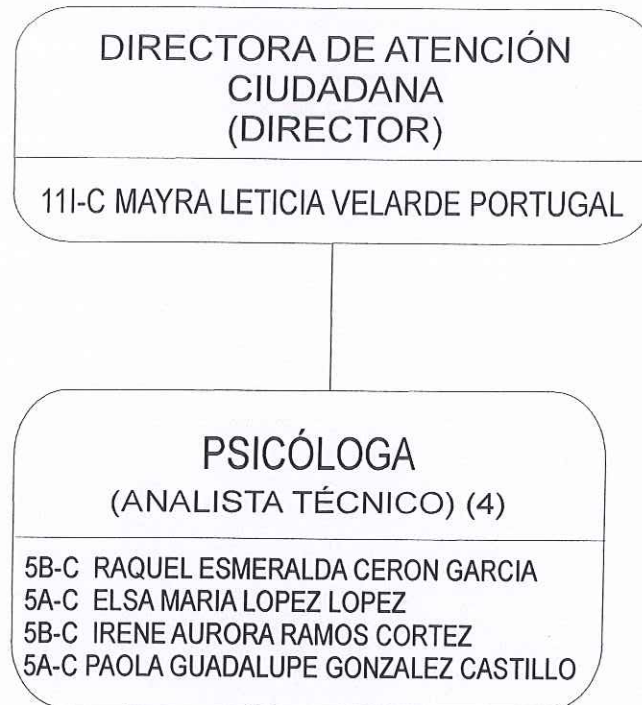 DIRECTORA DE ATENCIÓN
CIUDADANA
(DIRECTOR)
11I-C MAYRA LETICIA VELARDE PORTUGAL
PSICÓLOGA
(ANALISTA TÉCNICO) (4)
5B-C RAQUEL ESMERALDA CERON GARCIA
5A-C ELSA MARIA LOPEZ LOPEZ
5B-C IRENE AURORA RAMOS CORTEZ
5A-C PAOLA GUADALUPE GONZALEZ CASTILLO